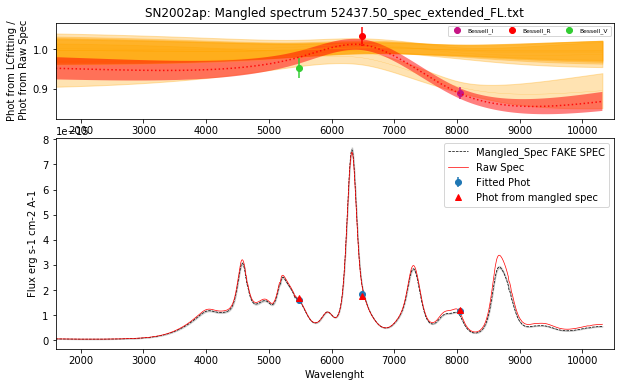 SN2002ap: Mangled spectrum 52437.50_spec_extended_FL.txt
Phot from LCfitting /
Phot from Raw Spec
1.0
0.9
Bessell_I
Bessell_R
Bessell_V
2000 3000 4000 5000 6000 7000 8000 9000 10000
Flux erg s-1 cm-2 A-1
8
7
6
5
4
3
2
1
0
Mangled_Spec FAKE SPEC
Raw Spec
Fitted Phot
Phot from mangled spec
2000 3000 4000 5000 6000 7000 8000 9000 10000
Wavelenght